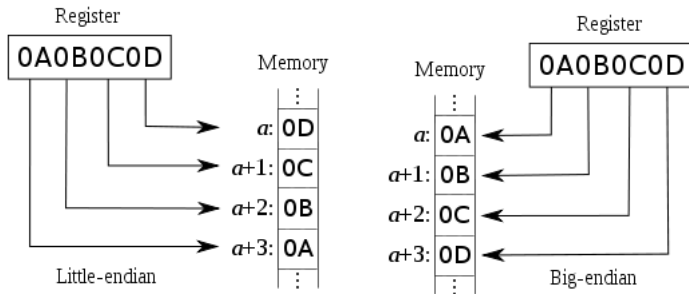 Register
0A0B0C0D
Memory
⋮
a: 0D
a+1: 0C
a+2: 0B
a+3: 0A
⋮
Little-endian
Register
0A0B0C0D
Memory
⋮
a: 0A
a+1: 0B
a+2: 0C
a+3: 0D
⋮
Big-endian